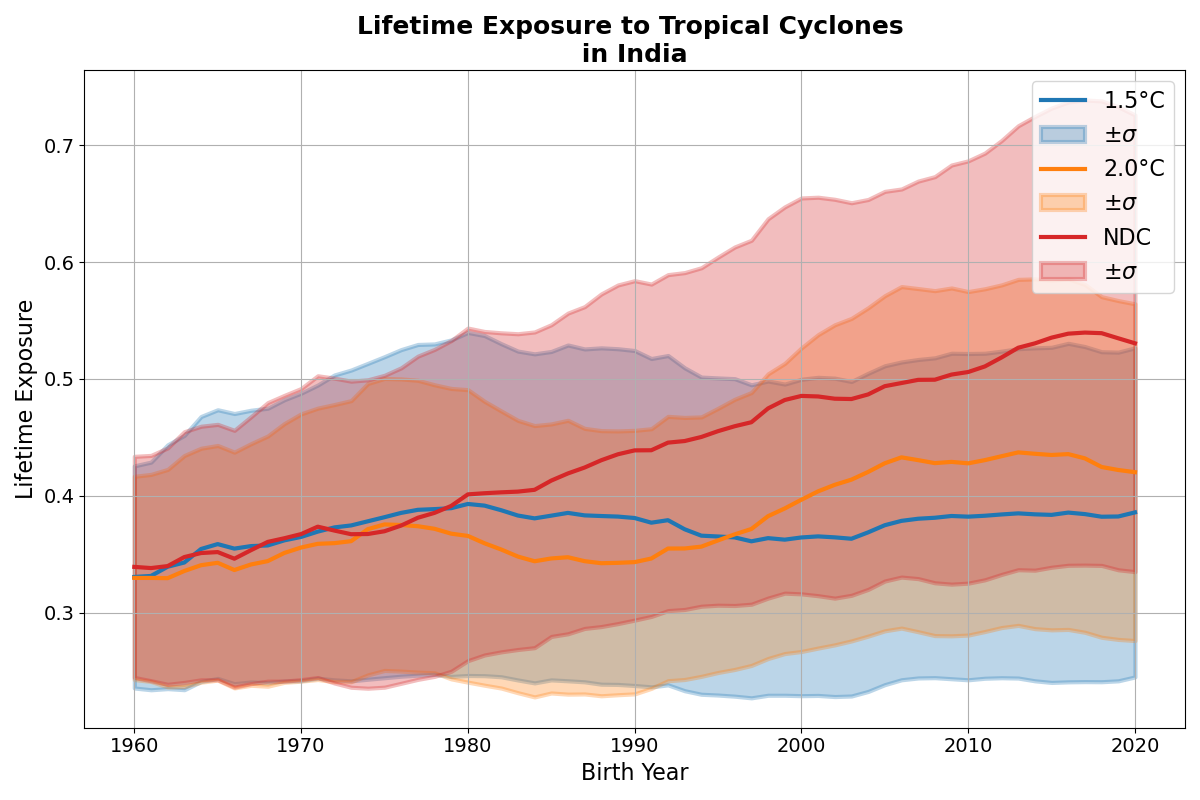 Lifetime Exposure to Tropical Cyclones
in India
1.5°C
±σ
2.0°C
±σ
NDC
±σ
0.7
0.6
0.5
0.4
0.3
Lifetime Exposure
1960 1970 1980 1990 2000 2010 2020
Birth Year